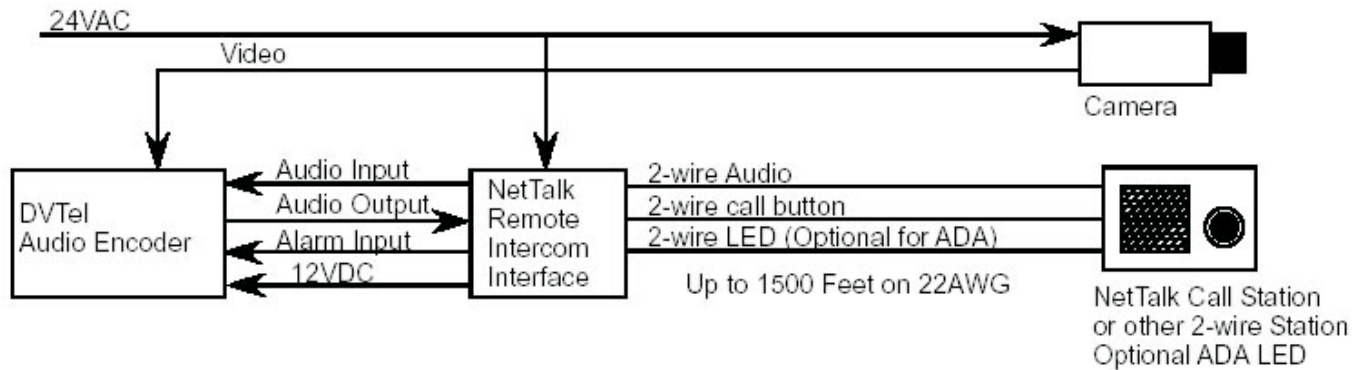 24VAC
Video
Camera
DVTel
Audio Encoder
Audio Input
Audio Output
Alarm Input
12VDC
NetTalk
Remote
Intercom
Interface
2-wire Audio
2-wire call button
2-wire LED (Optional for ADA)
Up to 1500 Feet on 22AWG
NetTalk Call Station
or other 2-wire Station
Optional ADA LED